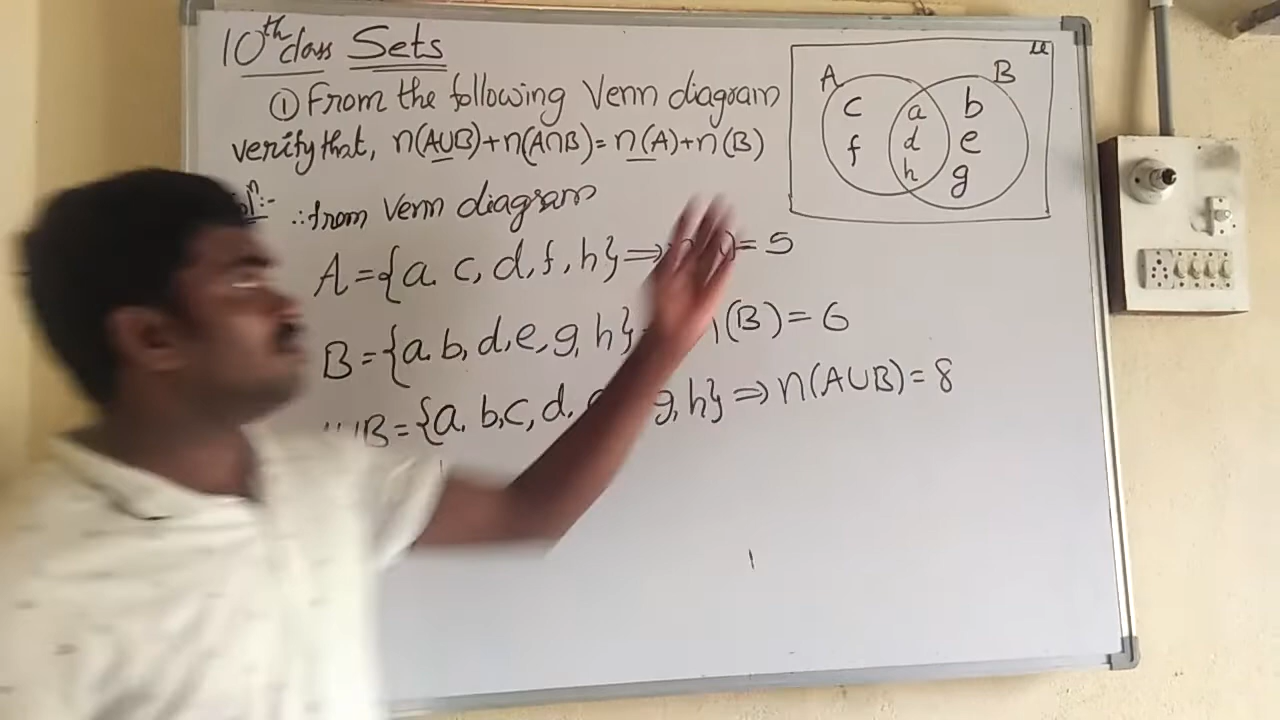 10th class Sets
① From the following Venn diagram
verify that, n(A∪B)+n(A∩B)=n(A)+n(B)
∴ from Venn diagram
A={a. c, d, f, h} ⇒ = 5
B={a. b, d, e, g, h} (B) = 6
B={a. b, c, d. g, h} ⇒ n(A∪B) = 8
A
B
μ
c
a
b
f
d
e
h
g